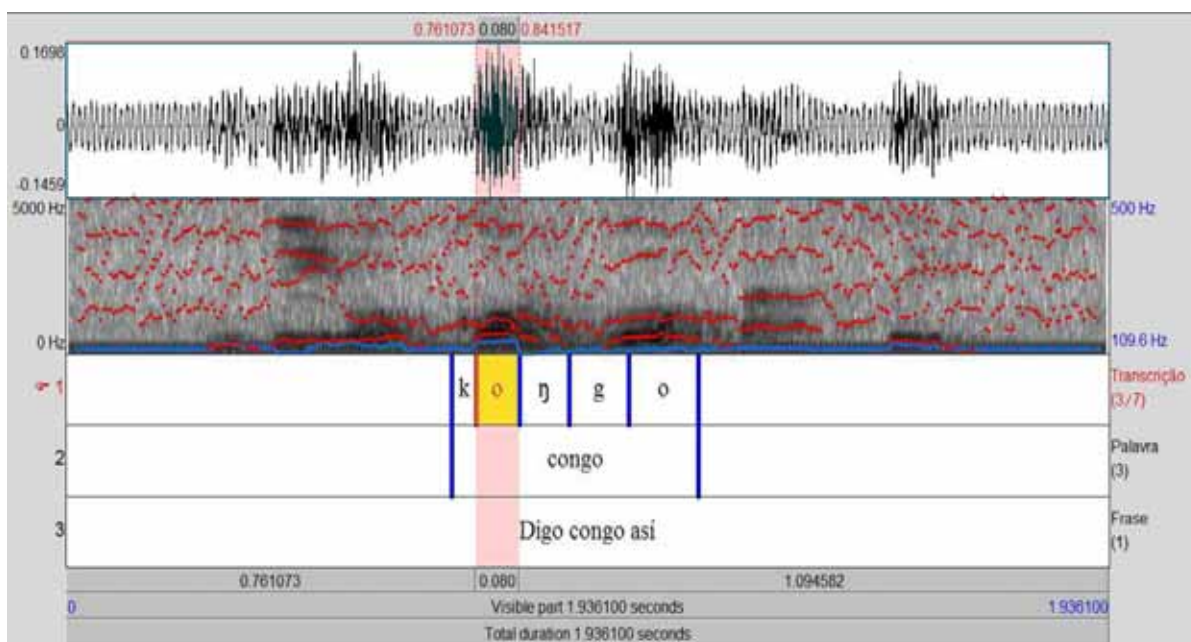 0.761073 0.080 0.841517
0.1698
0
-0.1459
5000 Hz 500 Hz
0 Hz 109.6 Hz
1 k o ŋ g o Transcrição (3/7)
2 congo Palavra (3)
3 Digo congo así Frase (1)
0.761073 0.080 1.094582
0 Visible part 1.936100 seconds 1.936100
Total duration 1.936100 seconds